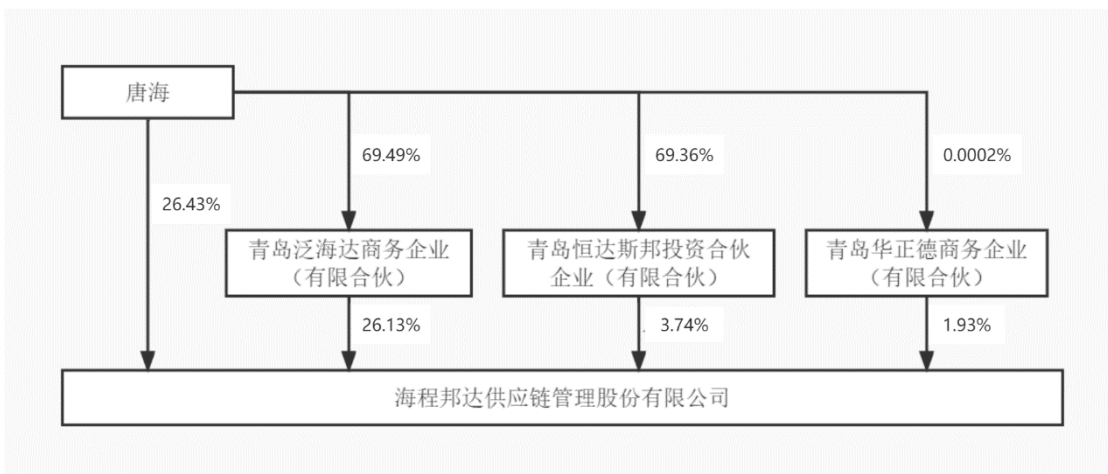 唐海
69.49%
69.36%
0.0002%
26.43%
青岛泛海达商务企业
（有限合伙）
青岛恒达斯邦投资合伙
企业（有限合伙）
青岛华正德商务企业
（有限合伙）
26.13%
3.74%
1.93%
海程邦达供应链管理股份有限公司